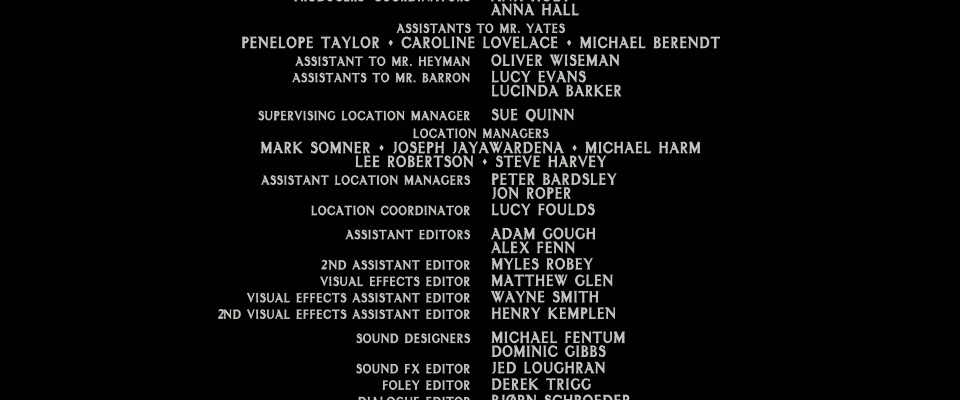 ANNA HALL
ASSISTANTS TO MR. YATES
PENELOPE TAYLOR ♦ CAROLINE LOVELACE ♦ MICHAEL BERENDT
ASSISTANT TO MR. HEYMAN OLIVER WISEMAN
ASSISTANTS TO MR. BARRON LUCY EVANS
LUCINDA BARKER
SUPERVISING LOCATION MANAGER SUE QUINN
LOCATION MANAGERS
MARK SOMNER ♦ JOSEPH JAYAWARDENA ♦ MICHAEL HARM
LEE ROBERTSON ♦ STEVE HARVEY
ASSISTANT LOCATION MANAGERS PETER BARDSLEY
JON ROPER
LOCATION COORDINATOR LUCY FOULDS
ASSISTANT EDITORS ADAM GOUGH
ALEX FENN
2ND ASSISTANT EDITOR MYLES ROBEY
VISUAL EFFECTS EDITOR MATTHEW GLEN
VISUAL EFFECTS ASSISTANT EDITOR WAYNE SMITH
2ND VISUAL EFFECTS ASSISTANT EDITOR HENRY KEMPLEN
SOUND DESIGNERS MICHAEL FENTUM
DOMINIC GIBBS
SOUND FX EDITOR JED LOUGHRAN
FOLEY EDITOR DEREK TRIGG
DIALOGUE EDITOR BJØRN SCHROEDER